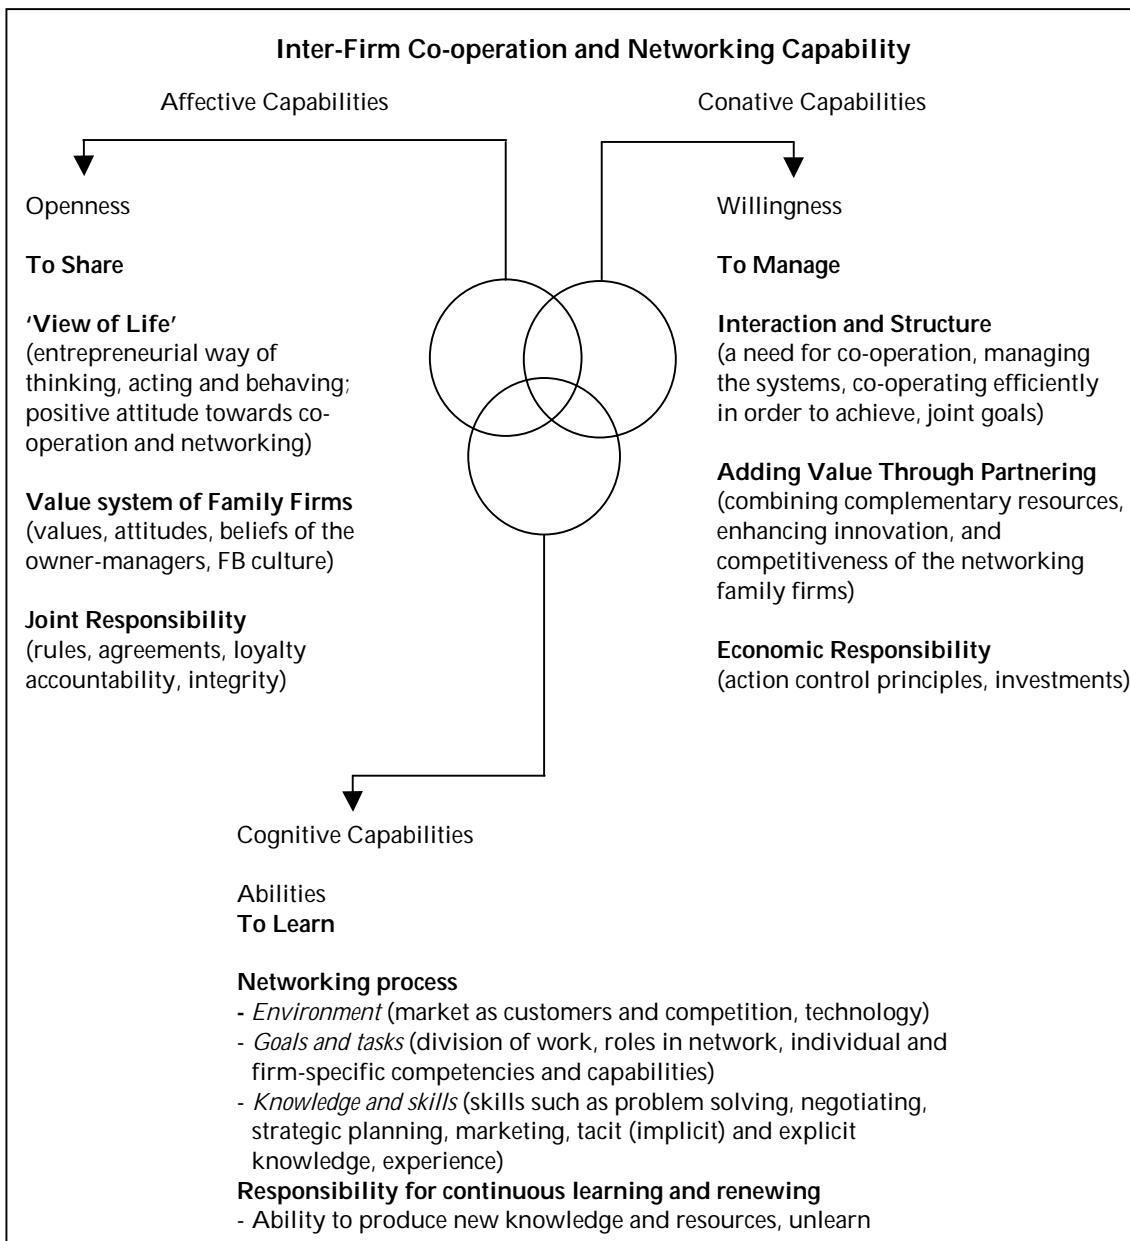 Inter-Firm Co-operation and Networking Capability
Affective Capabilities
Conative Capabilities
Openness
To Share
‘View of Life’
(entrepreneurial way of
thinking, acting and behaving;
positive attitude towards co-
operation and networking)
Value system of Family Firms
(values, attitudes, beliefs of the
owner-managers, FB culture)
Joint Responsibility
(rules, agreements, loyalty
accountability, integrity)
Willingness
To Manage
Interaction and Structure
(a need for co-operation, managing
the systems, co-operating efficiently
in order to achieve, joint goals)
Adding Value Through Partnering
(combining complementary resources,
enhancing innovation, and
competitiveness of the networking
family firms)
Economic Responsibility
(action control principles, investments)
Cognitive Capabilities
Abilities
To Learn
Networking process
- Environment (market as customers and competition, technology)
- Goals and tasks (division of work, roles in network, individual and
firm-specific competencies and capabilities)
- Knowledge and skills (skills such as problem solving, negotiating,
strategic planning, marketing, tacit (implicit) and explicit
knowledge, experience)
Responsibility for continuous learning and renewing
- Ability to produce new knowledge and resources, unlearn